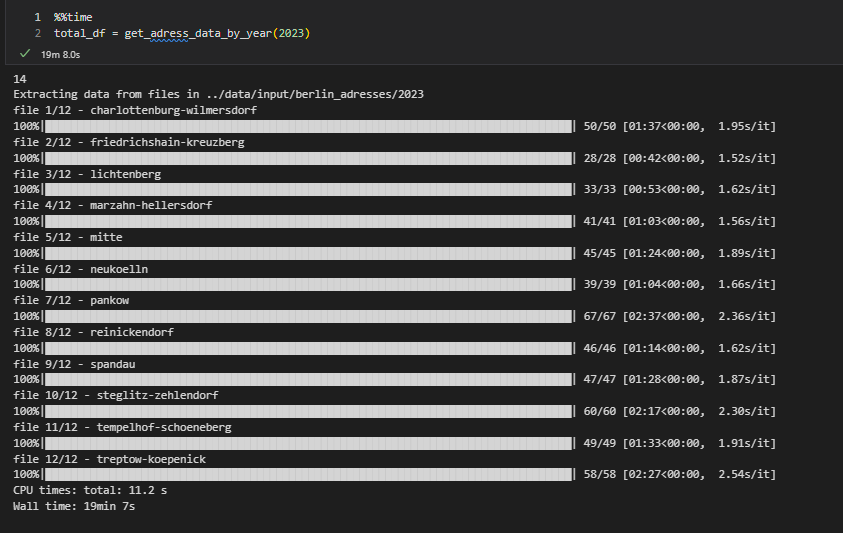 1 %%time
2 total_df = get_adress_data_by_year(2023)
19m 8.0s
14
Extracting data from files in ../data/input/berlin_adresses/2023
file 1/12 - charlottenburg-wilmersdorf
100%| | 50/50 [01:37<00:00, 1.95s/it]
file 2/12 - friedrichshain-kreuzberg
100%| | 28/28 [00:42<00:00, 1.52s/it]
file 3/12 - lichtenberg
100%| | 33/33 [00:53<00:00, 1.62s/it]
file 4/12 - marzahn-hellersdorf
100%| | 41/41 [01:03<00:00, 1.56s/it]
file 5/12 - mitte
100%| | 45/45 [01:24<00:00, 1.89s/it]
file 6/12 - neukoelln
100%| | 39/39 [01:04<00:00, 1.66s/it]
file 7/12 - pankow
100%| | 67/67 [02:37<00:00, 2.36s/it]
file 8/12 - reinickendorf
100%| | 46/46 [01:14<00:00, 1.62s/it]
file 9/12 - spandau
100%| | 47/47 [01:28<00:00, 1.87s/it]
file 10/12 - steglitz-zehlendorf
100%| | 60/60 [02:17<00:00, 2.30s/it]
file 11/12 - tempelhof-schoeneberg
100%| | 49/49 [01:33<00:00, 1.91s/it]
file 12/12 - treptow-koepenick
100%| | 58/58 [02:27<00:00, 2.54s/it]
CPU times: total: 11.2 s
Wall time: 19min 7s